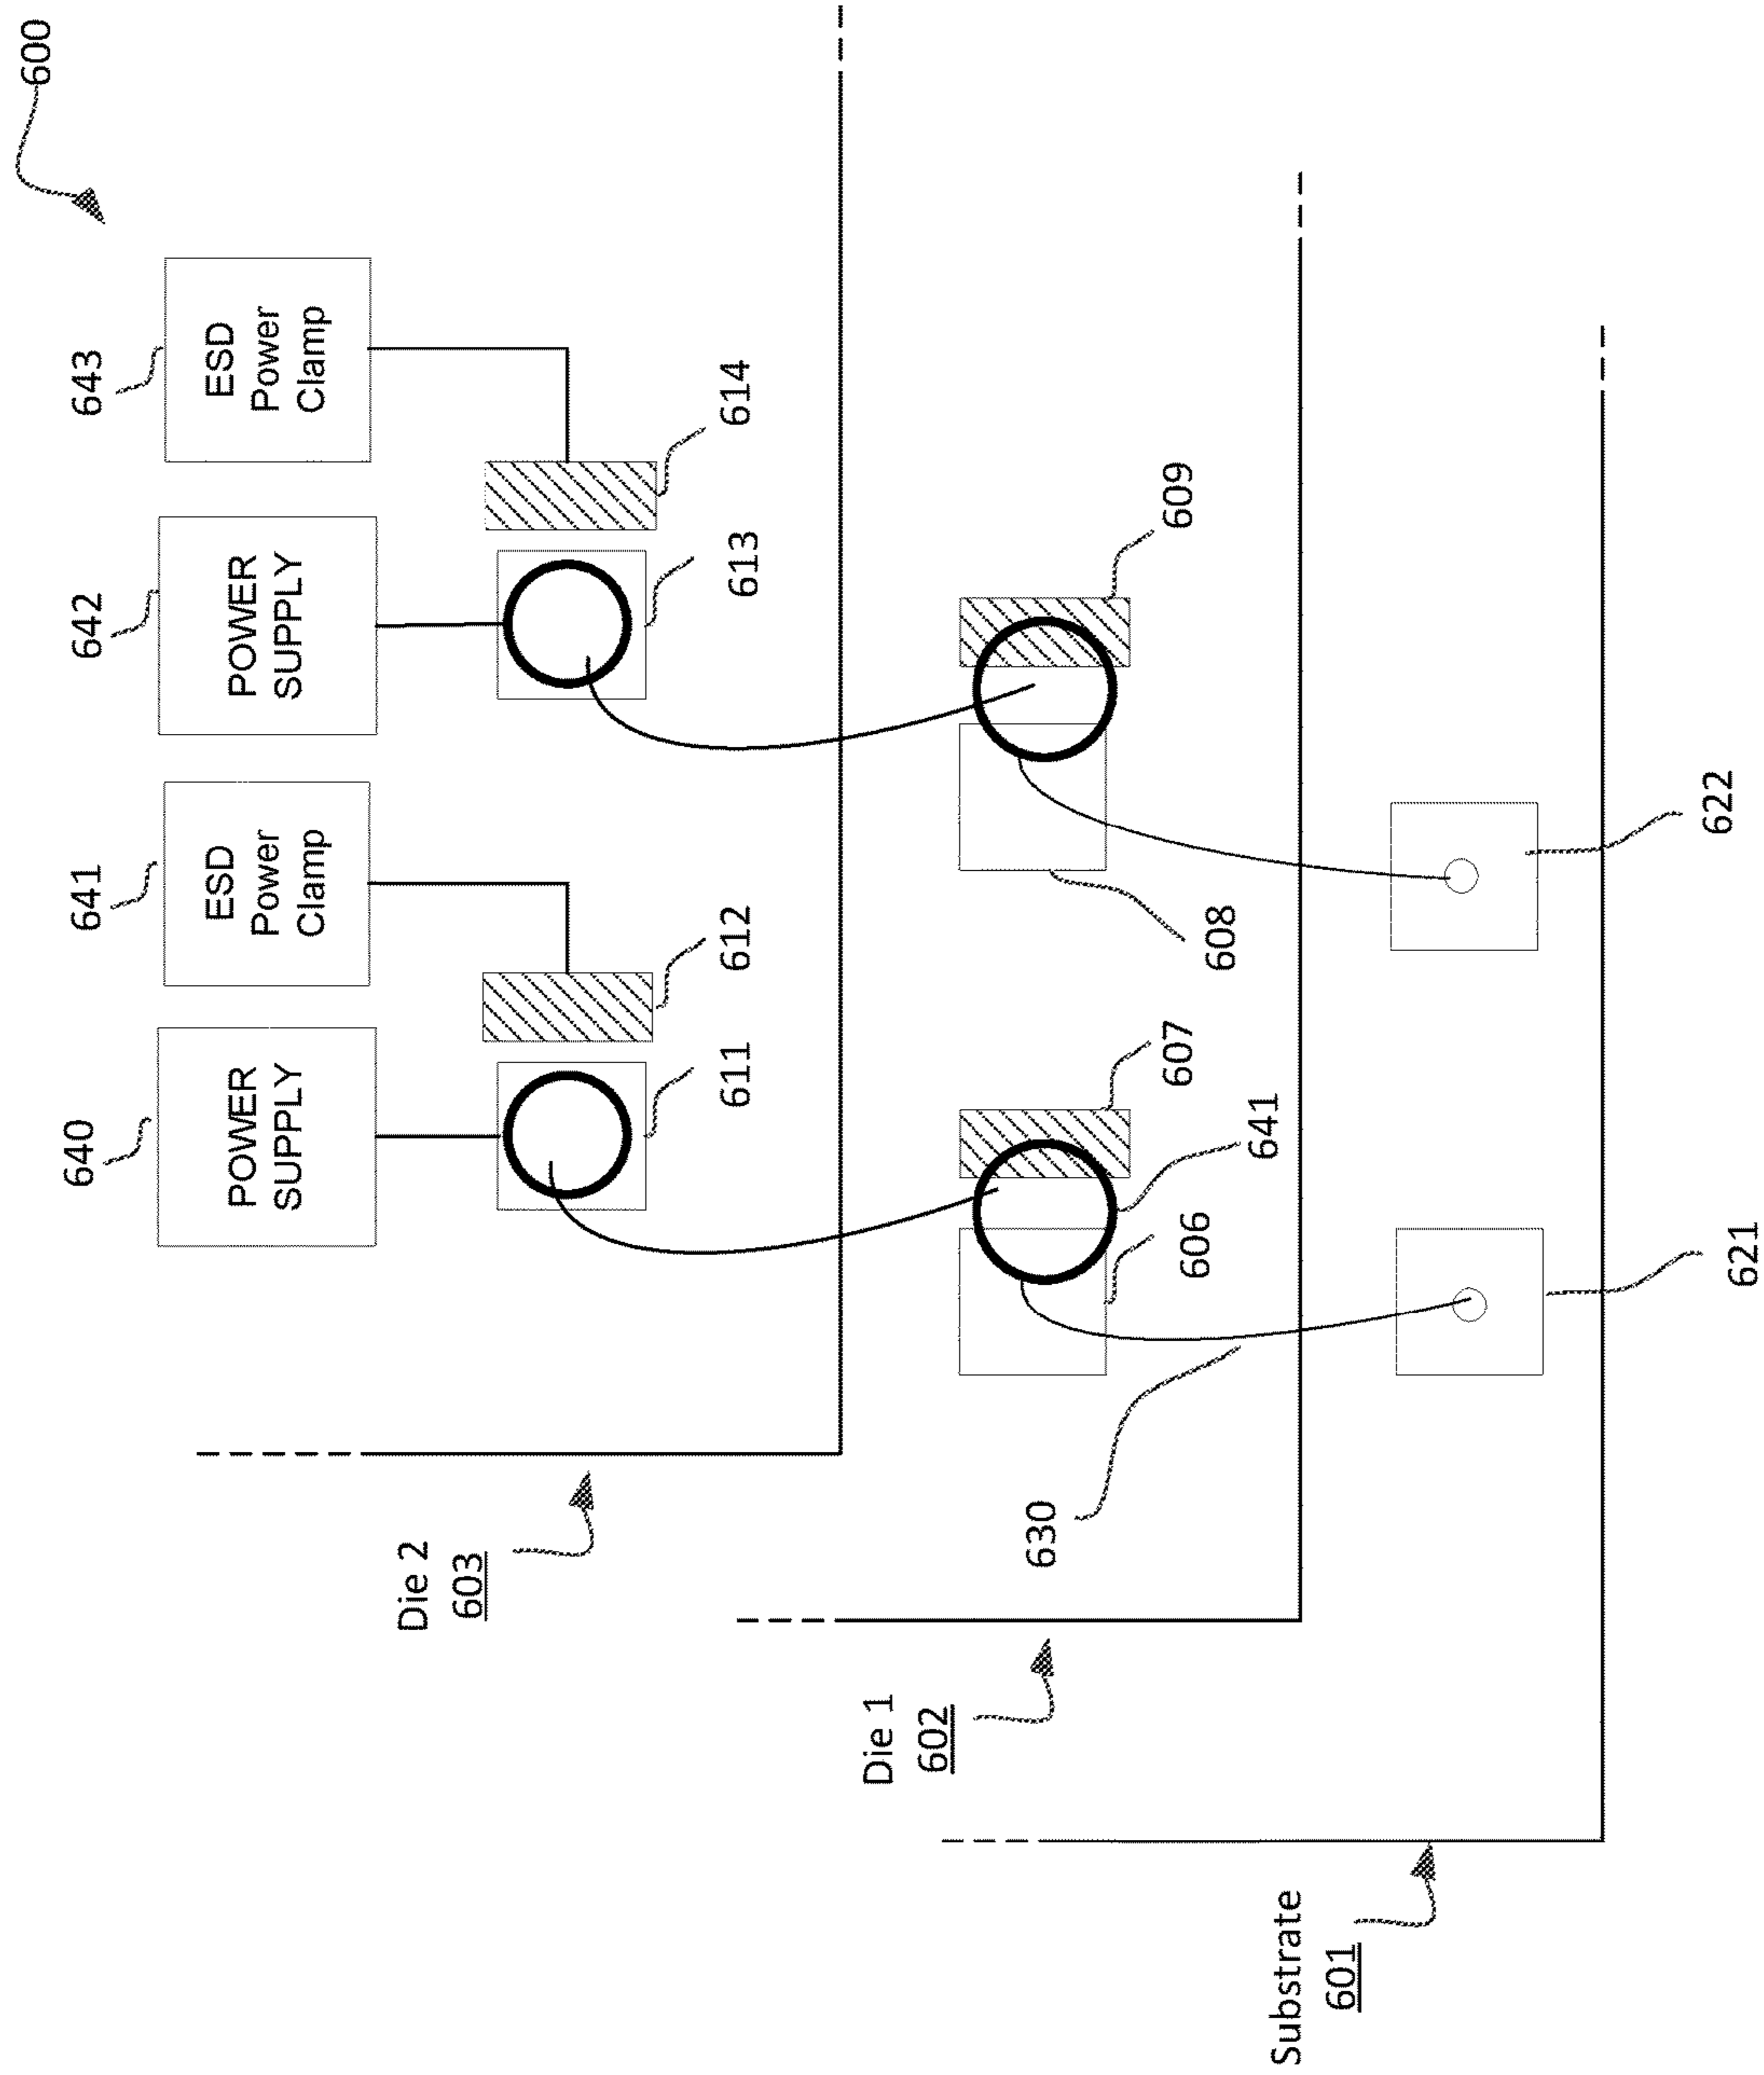 600
640
641
642
643
POWER
SUPPLY
ESD
Power
Clamp
POWER
SUPPLY
ESD
Power
Clamp
611
612
613
614
Die 2
603
606
641
607
608
609
Die 1
602
630
621
622
Substrate
601